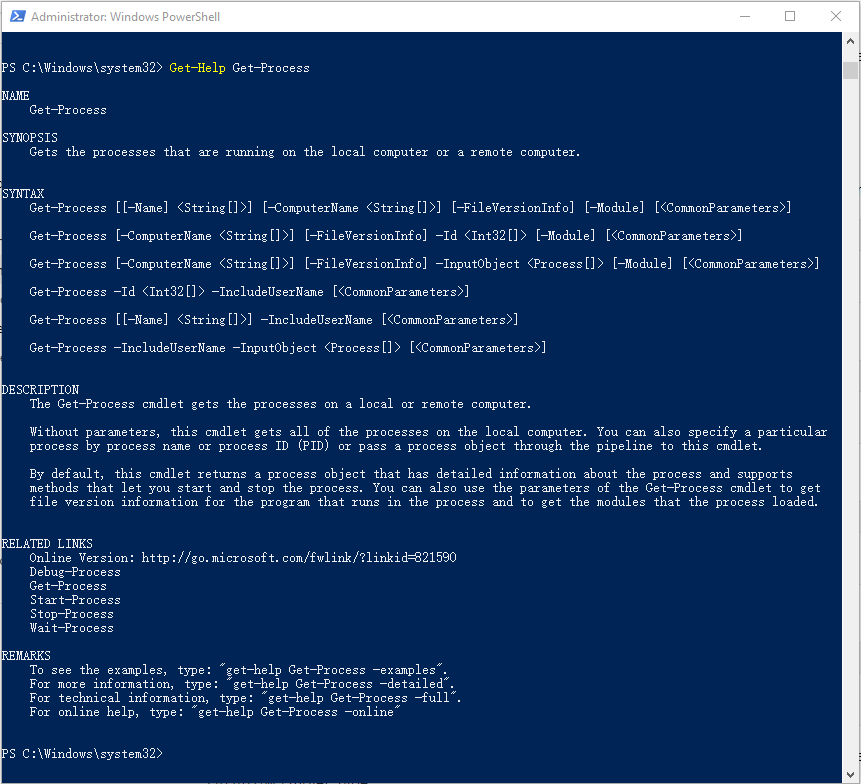 Administrator: Windows PowerShell
PS C:\Windows\system32> Get-Help Get-Process
NAME
Get-Process
SYNOPSIS
Gets the processes that are running on the local computer or a remote computer.
SYNTAX
Get-Process [[-Name] <String[]>] [-ComputerName <String[]>] [-FileVersionInfo] [-Module] [<CommonParameters>]
Get-Process [-ComputerName <String[]>] [-FileVersionInfo] -Id <Int32[]> [-Module] [<CommonParameters>]
Get-Process [-ComputerName <String[]>] [-FileVersionInfo] -InputObject <Process[]> [-Module] [<CommonParameters>]
Get-Process -Id <Int32[]> -IncludeUserName [<CommonParameters>]
Get-Process [[-Name] <String[]>] -IncludeUserName [<CommonParameters>]
Get-Process -IncludeUserName -InputObject <Process[]> [<CommonParameters>]
DESCRIPTION
The Get-Process cmdlet gets the processes on a local or remote computer.
Without parameters, this cmdlet gets all of the processes on the local computer. You can also specify a particular
process by process name or process ID (PID) or pass a process object through the pipeline to this cmdlet.
By default, this cmdlet returns a process object that has detailed information about the process and supports
methods that let you start and stop the process. You can also use the parameters of the Get-Process cmdlet to get
file version information for the program that runs in the process and to get the modules that the process loaded.
RELATED LINKS
Online Version: http://go.microsoft.com/fwlink/?linkid=821590
Debug-Process
Get-Process
Start-Process
Stop-Process
Wait-Process
REMARKS
To see the examples, type: "get-help Get-Process -examples".
For more information, type: "get-help Get-Process -detailed".
For technical information, type: "get-help Get-Process -full".
For online help, type: "get-help Get-Process -online"
PS C:\Windows\system32>